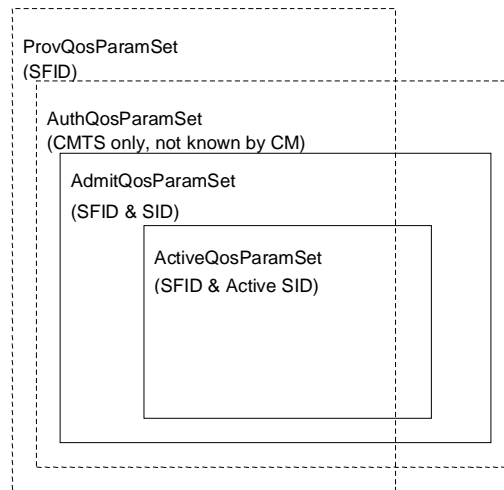 ProvQosParamSet
(SFID)
AuthQosParamSet
(CMTS only, not known by CM)
AdmitQosParamSet
(SFID & SID)
ActiveQosParamSet
(SFID & Active SID)